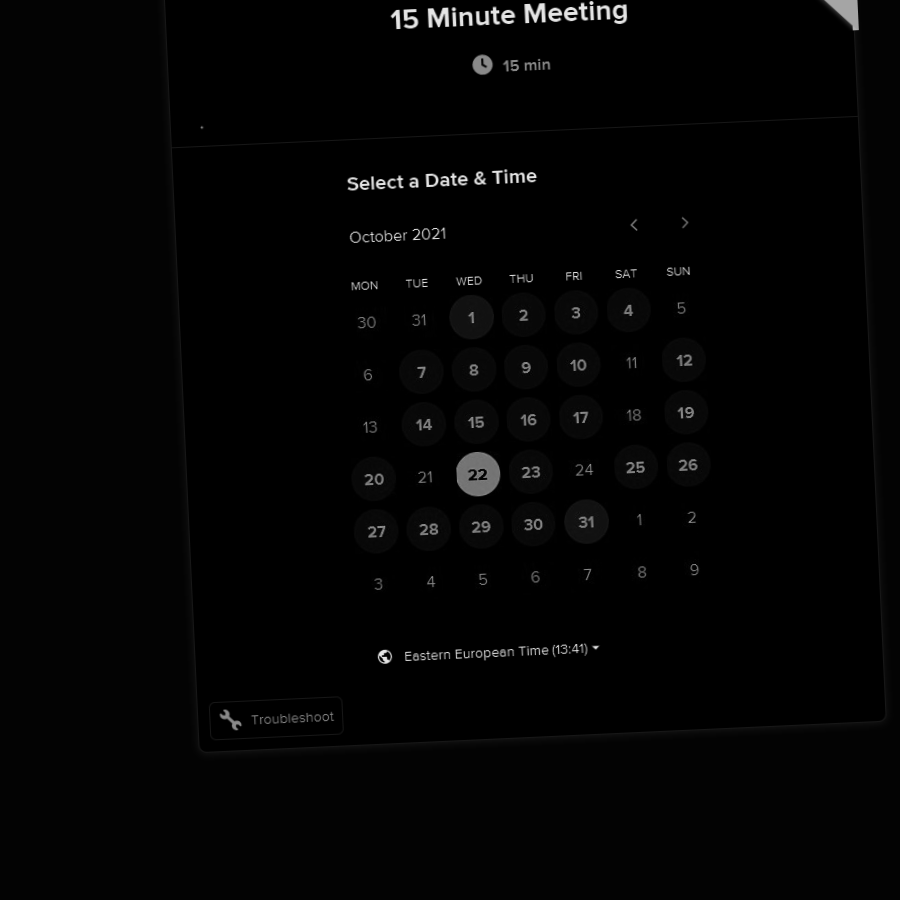 15 Minute Meeting
15 min
Select a Date & Time
October 2021
MON TUE WED THU FRI SAT SUN
30 31 1 2 3 4 5
6 7 8 9 10 11 12
13 14 15 16 17 18 19
20 21 22 23 24 25 26
27 28 29 30 31 1 2
3 4 5 6 7 8 9
Eastern European Time (13:41)
Troubleshoot